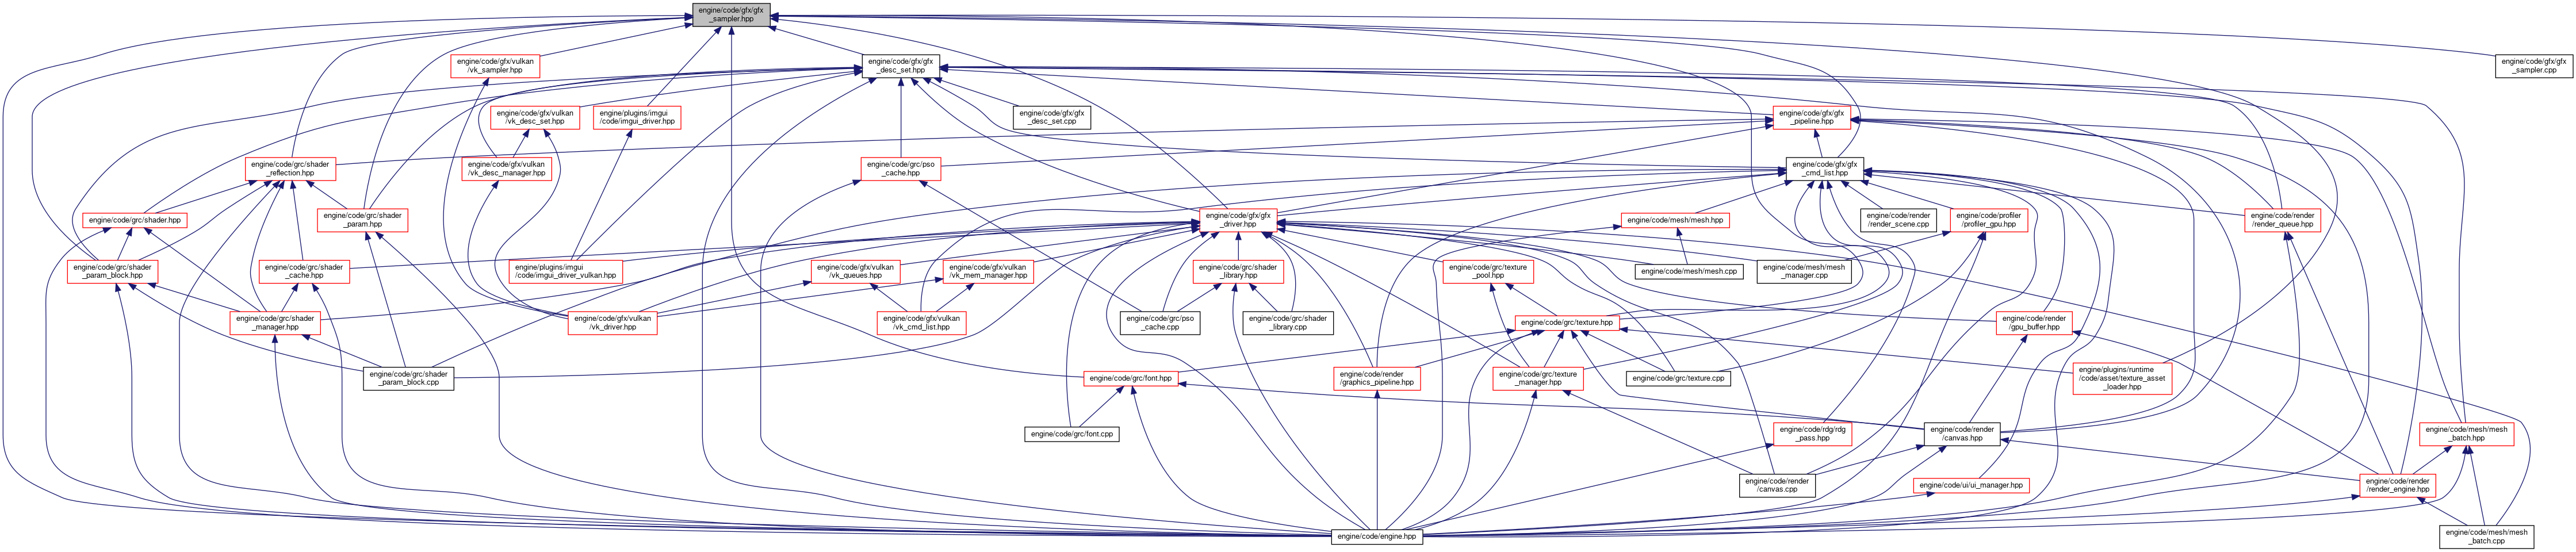 engine/code/gfx/gfx
_sampler.hpp
engine/code/gfx/vulkan
/vk_sampler.hpp
engine/code/gfx/gfx
_desc_set.hpp
engine/code/gfx/gfx
_sampler.cpp
engine/code/gfx/vulkan
/vk_desc_set.hpp
engine/plugins/imgui
/code/imgui_driver.hpp
engine/code/gfx/gfx
_desc_set.cpp
engine/code/gfx/gfx
_pipeline.hpp
engine/code/grc/shader
_reflection.hpp
engine/code/gfx/vulkan
/vk_desc_manager.hpp
engine/code/grc/pso
_cache.hpp
engine/code/gfx/gfx
_cmd_list.hpp
engine/code/grc/shader.hpp
engine/code/grc/shader
_param.hpp
engine/code/gfx/gfx
_driver.hpp
engine/code/mesh/mesh.hpp
engine/code/render
/render_scene.cpp
engine/code/profiler
/profiler_gpu.hpp
engine/code/render
/render_queue.hpp
engine/code/grc/shader
_param_block.hpp
engine/code/grc/shader
_cache.hpp
engine/plugins/imgui
/code/imgui_driver_vulkan.hpp
engine/code/gfx/vulkan
/vk_queues.hpp
engine/code/gfx/vulkan
/vk_mem_manager.hpp
engine/code/grc/shader
_library.hpp
engine/code/grc/texture
_pool.hpp
engine/code/mesh/mesh.cpp
engine/code/mesh/mesh
_manager.cpp
engine/code/grc/shader
_manager.hpp
engine/code/gfx/vulkan
/vk_driver.hpp
engine/code/gfx/vulkan
/vk_cmd_list.hpp
engine/code/grc/pso
_cache.cpp
engine/code/grc/shader
_library.cpp
engine/code/grc/texture.hpp
engine/code/render
/gpu_buffer.hpp
engine/code/grc/shader
_param_block.cpp
engine/code/grc/font.hpp
engine/code/render
/graphics_pipeline.hpp
engine/code/grc/texture
_manager.hpp
engine/code/grc/texture.cpp
engine/plugins/runtime
/code/asset/texture_asset
_loader.hpp
engine/code/grc/font.cpp
engine/code/rdg/rdg
_pass.hpp
engine/code/render
/canvas.hpp
engine/code/mesh/mesh
_batch.hpp
engine/code/render
/canvas.cpp
engine/code/ui/ui_manager.hpp
engine/code/render
/render_engine.hpp
engine/code/engine.hpp
engine/code/mesh/mesh
_batch.cpp